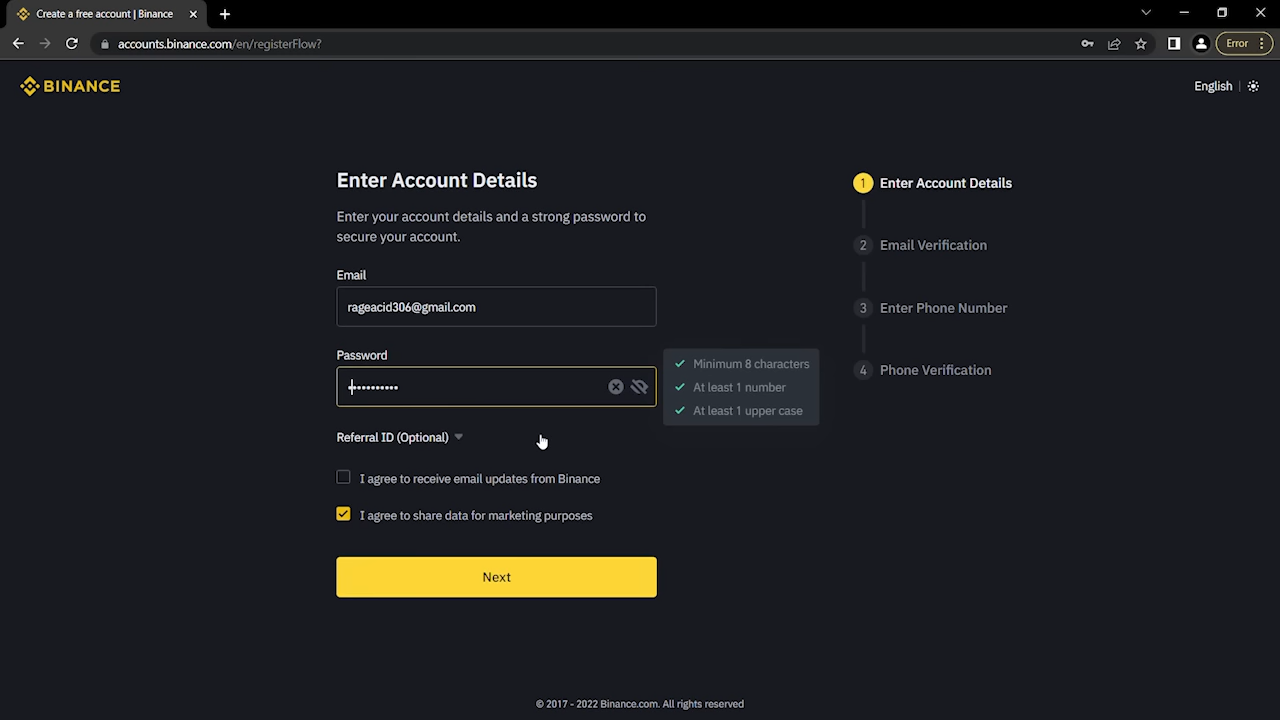 Create a free account | Binance
accounts.binance.com/en/registerFlow?
Error
BINANCE
English
Enter Account Details
Enter your account details and a strong password to
secure your account.
Email
rageacid306@gmail.com
Password
•••••••••••
Minimum 8 characters
At least 1 number
At least 1 upper case
Referral ID (Optional)
I agree to receive email updates from Binance
I agree to share data for marketing purposes
Next
1 Enter Account Details
2 Email Verification
3 Enter Phone Number
4 Phone Verification
© 2017 - 2022 Binance.com. All rights reserved